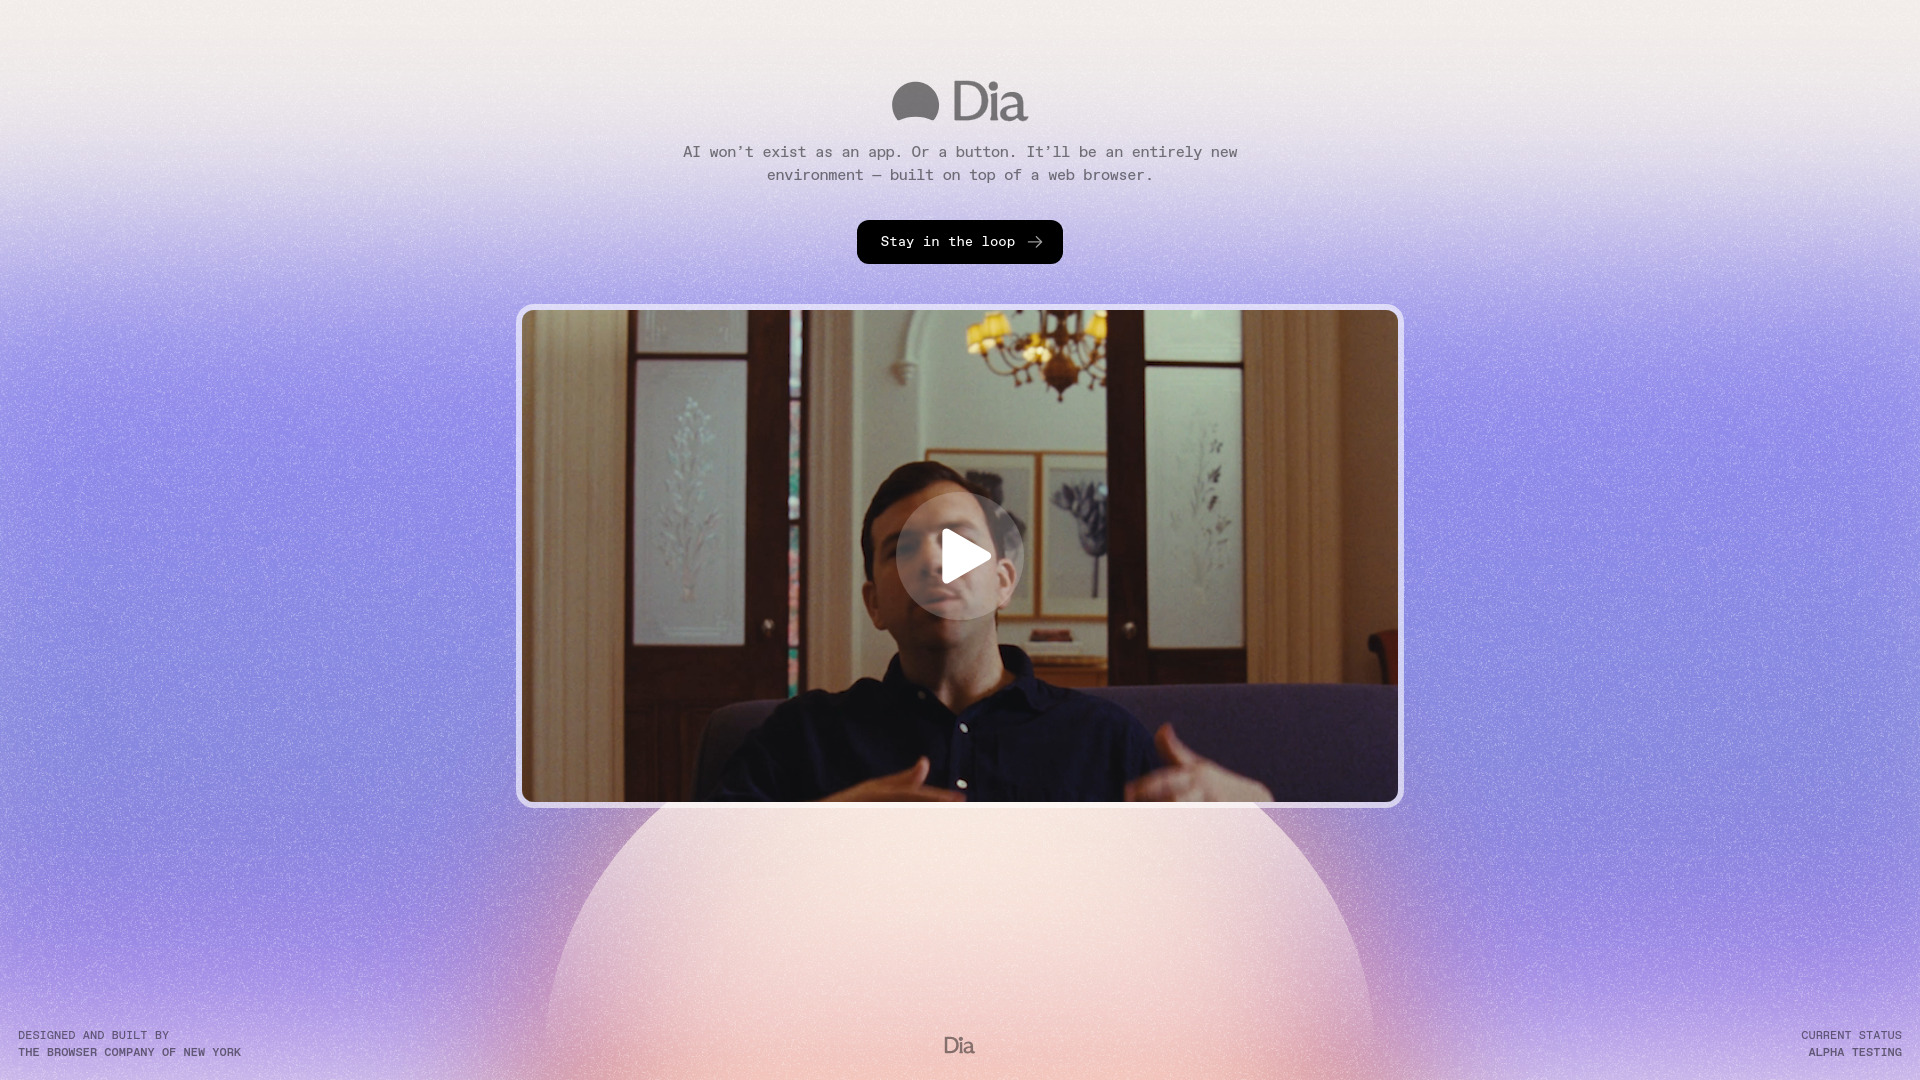 Dia
AI won’t exist as an app. Or a button. It’ll be an entirely new
environment — built on top of a web browser.
Stay in the loop
DESIGNED AND BUILT BY
THE BROWSER COMPANY OF NEW YORK
Dia
CURRENT STATUS
ALPHA TESTING